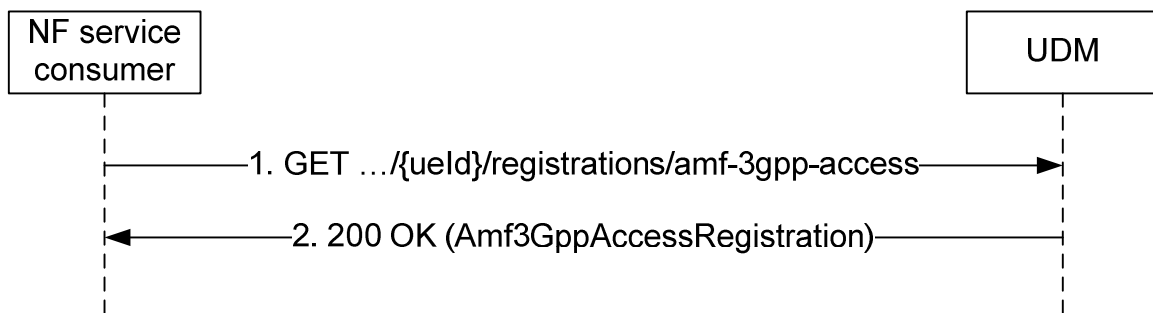 NF service
consumer
UDM
1. GET …/{ueId}/registrations/amf-3gpp-access
2. 200 OK (Amf3GppAccessRegistration)